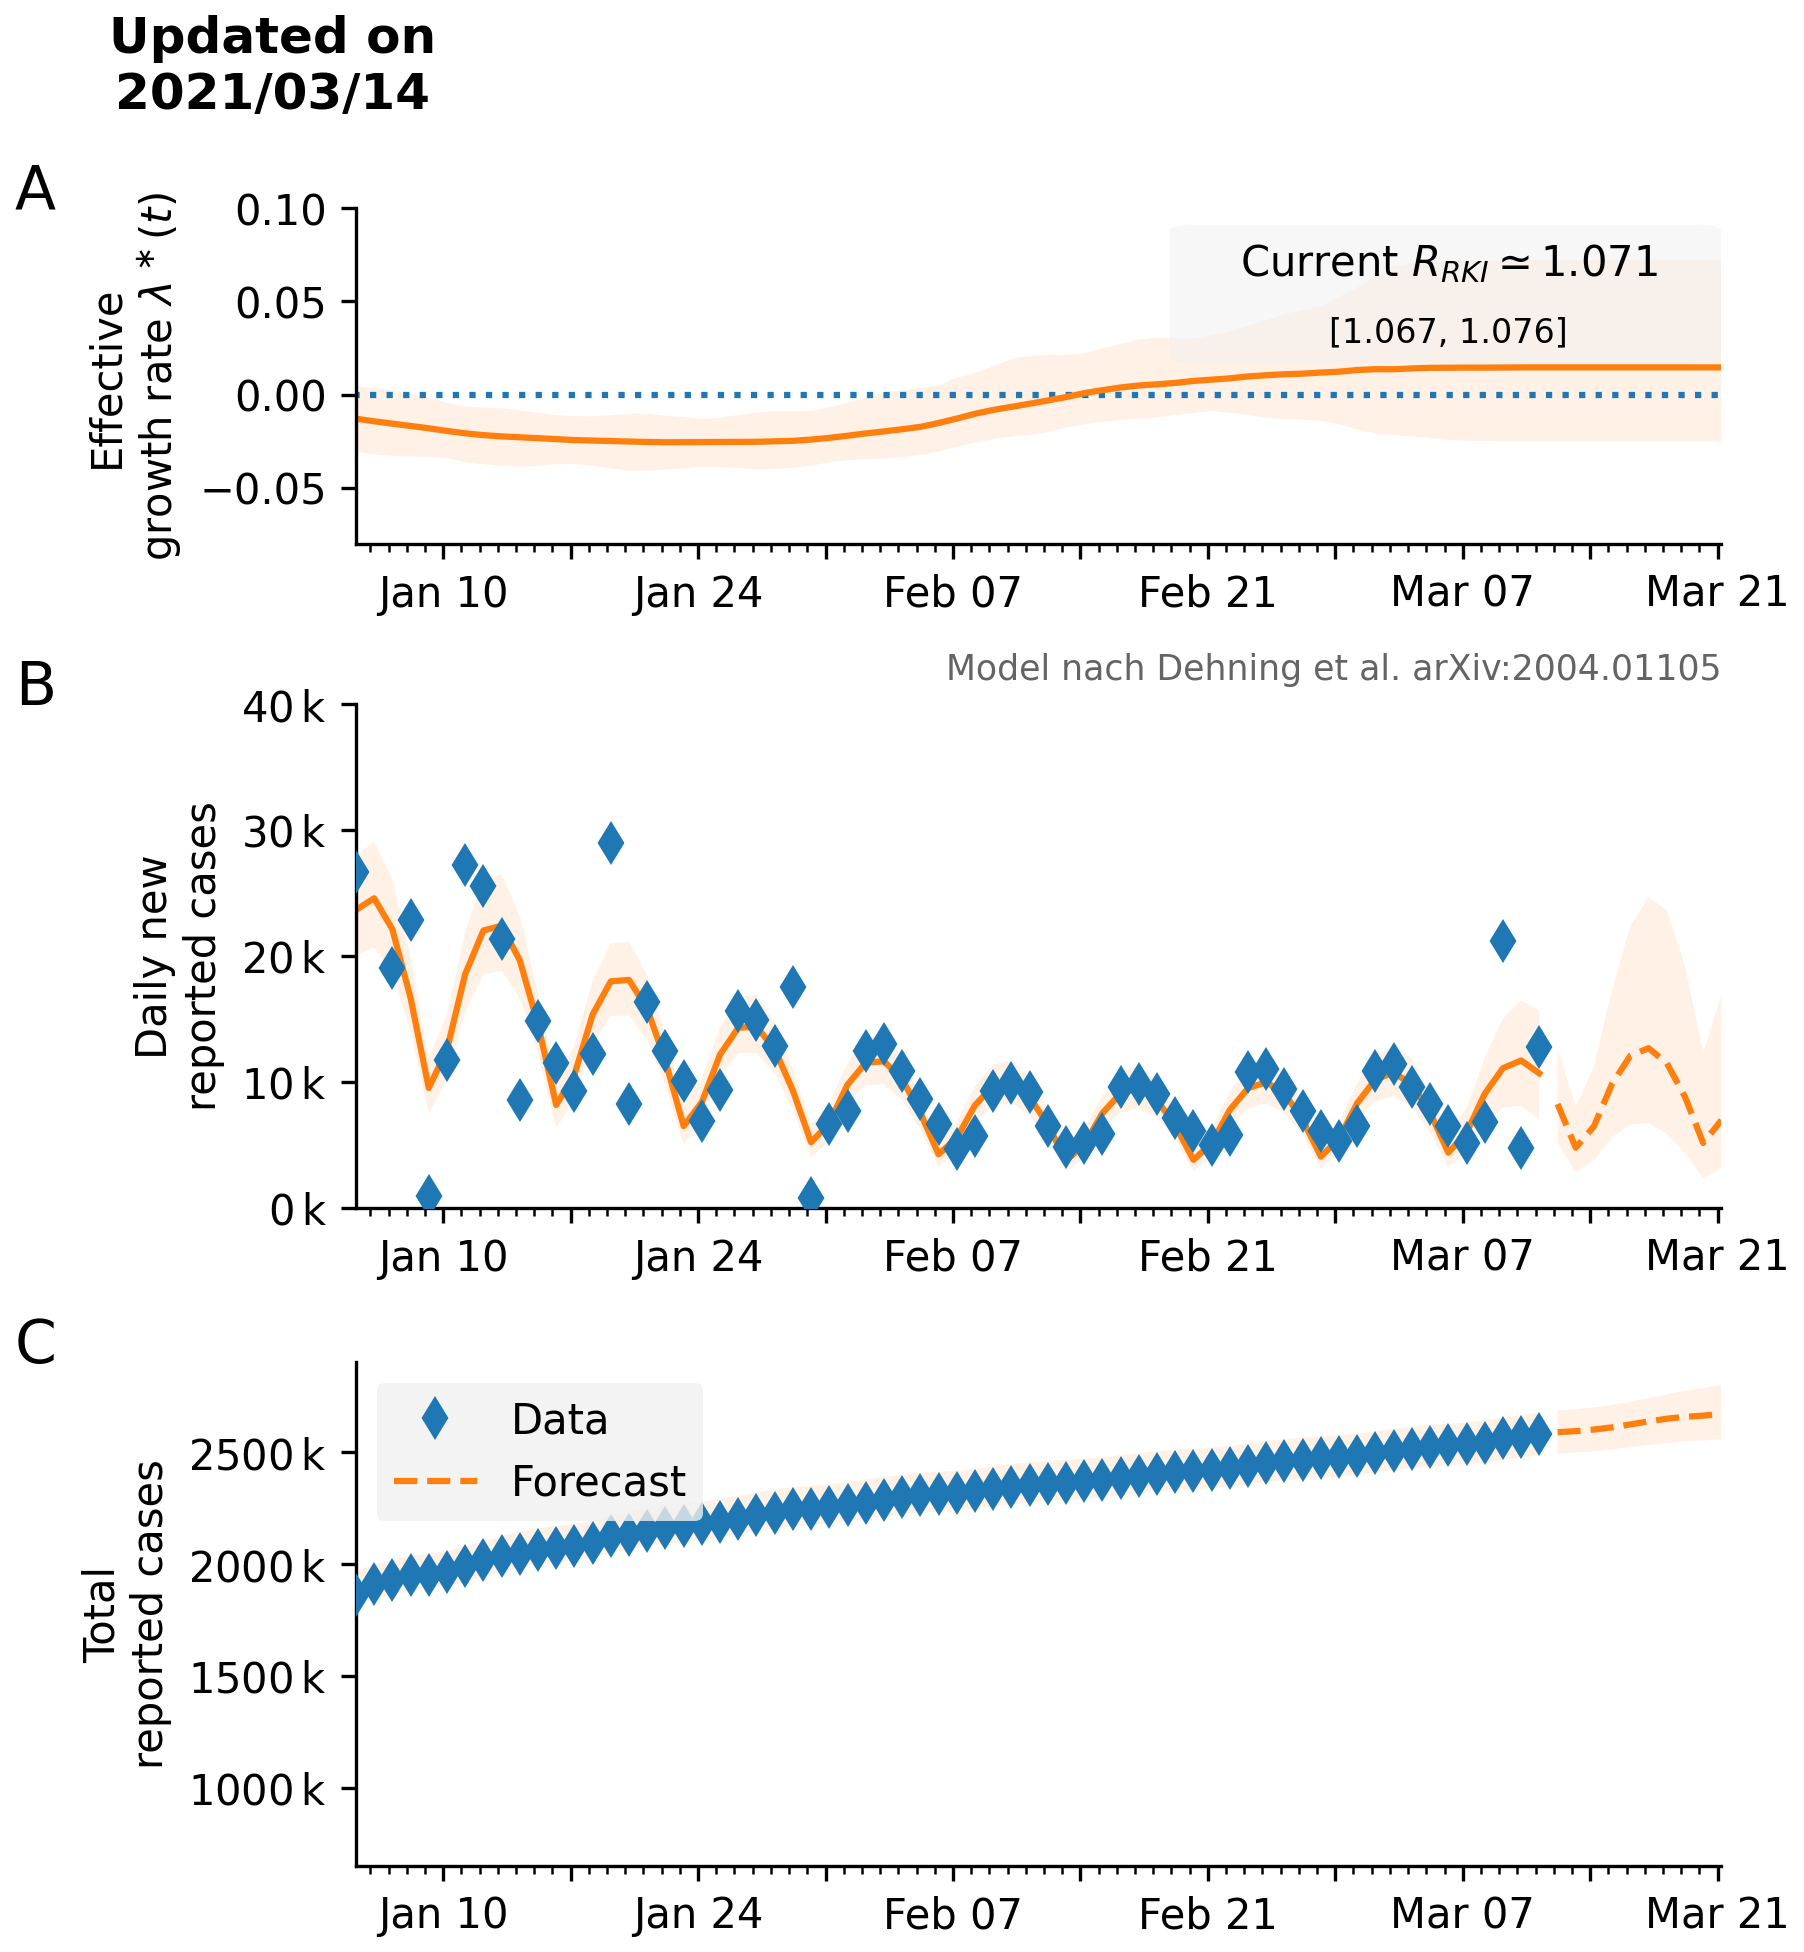 Updated on
2021/03/14
A
Effective
growth rate λ * (t)
0.10
0.05
0.00
−0.05
Current R_RKI ≃ 1.071
[1.067, 1.076]
Jan 10
Jan 24
Feb 07
Feb 21
Mar 07
Mar 21
B
Model nach Dehning et al. arXiv:2004.01105
Daily new
reported cases
40 k
30 k
20 k
10 k
0 k
Jan 10
Jan 24
Feb 07
Feb 21
Mar 07
Mar 21
C
Total
reported cases
2500 k
2000 k
1500 k
1000 k
Data
Forecast
Jan 10
Jan 24
Feb 07
Feb 21
Mar 07
Mar 21